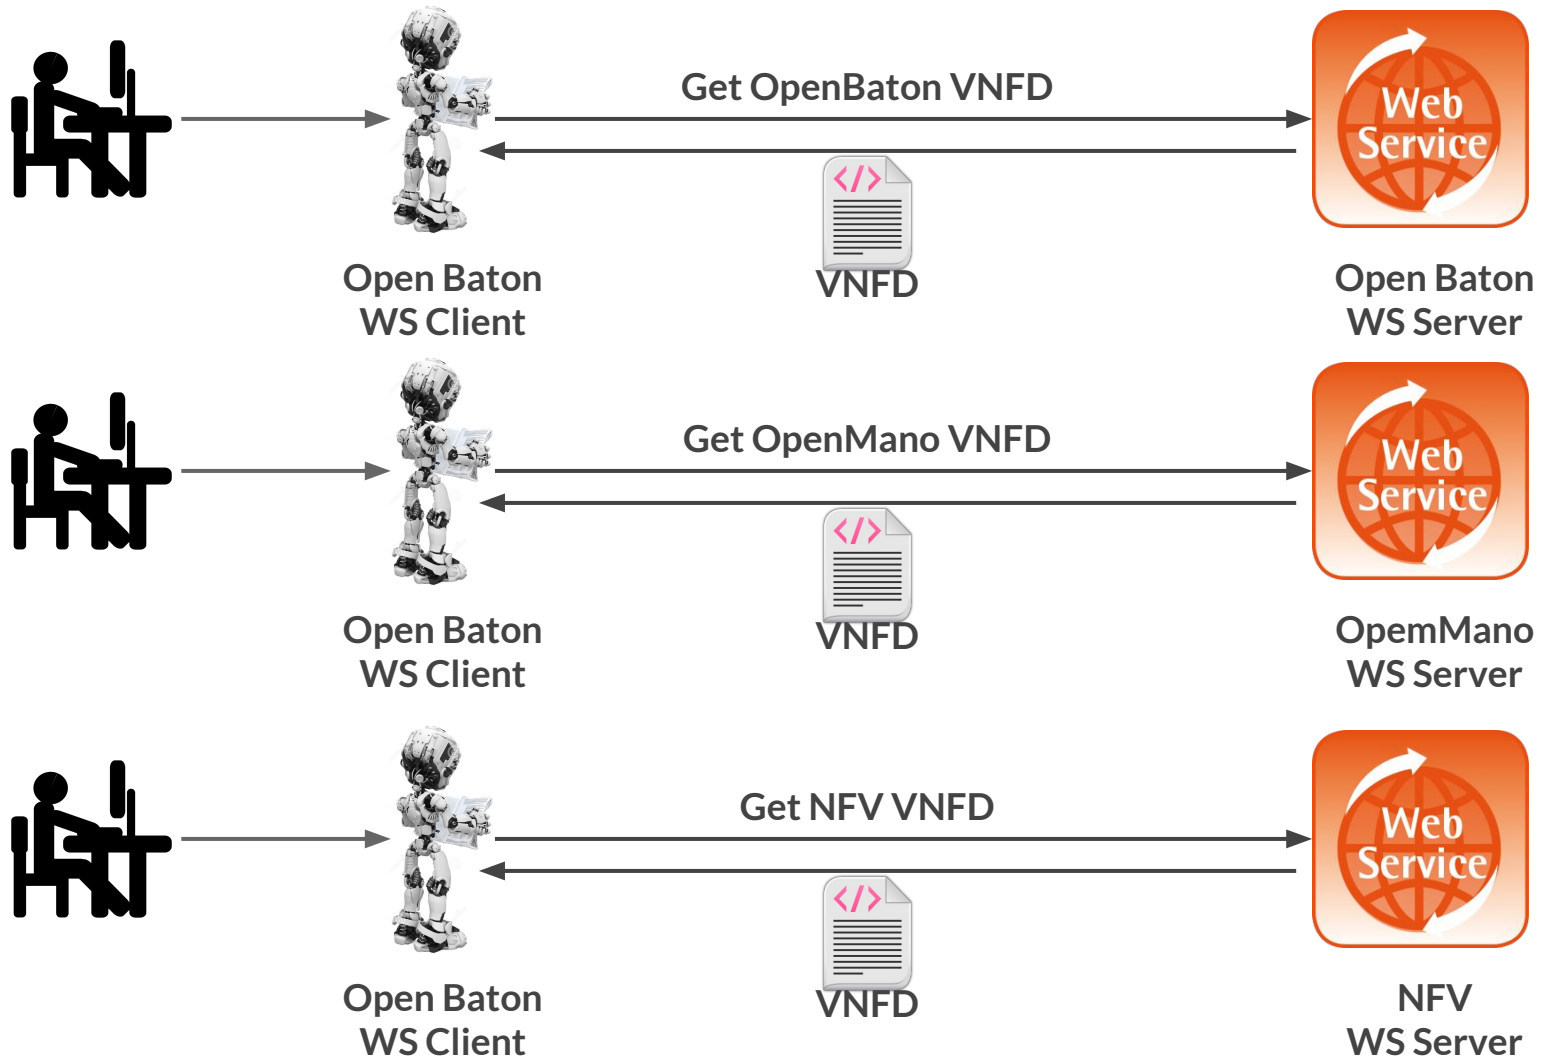 Get OpenBaton VNFD
Web
Service
</>
VNFD
Open Baton
WS Client
Open Baton
WS Server
Get OpenMano VNFD
Web
Service
</>
VNFD
Open Baton
WS Client
OpemMano
WS Server
Get NFV VNFD
Web
Service
</>
VNFD
Open Baton
WS Client
NFV
WS Server